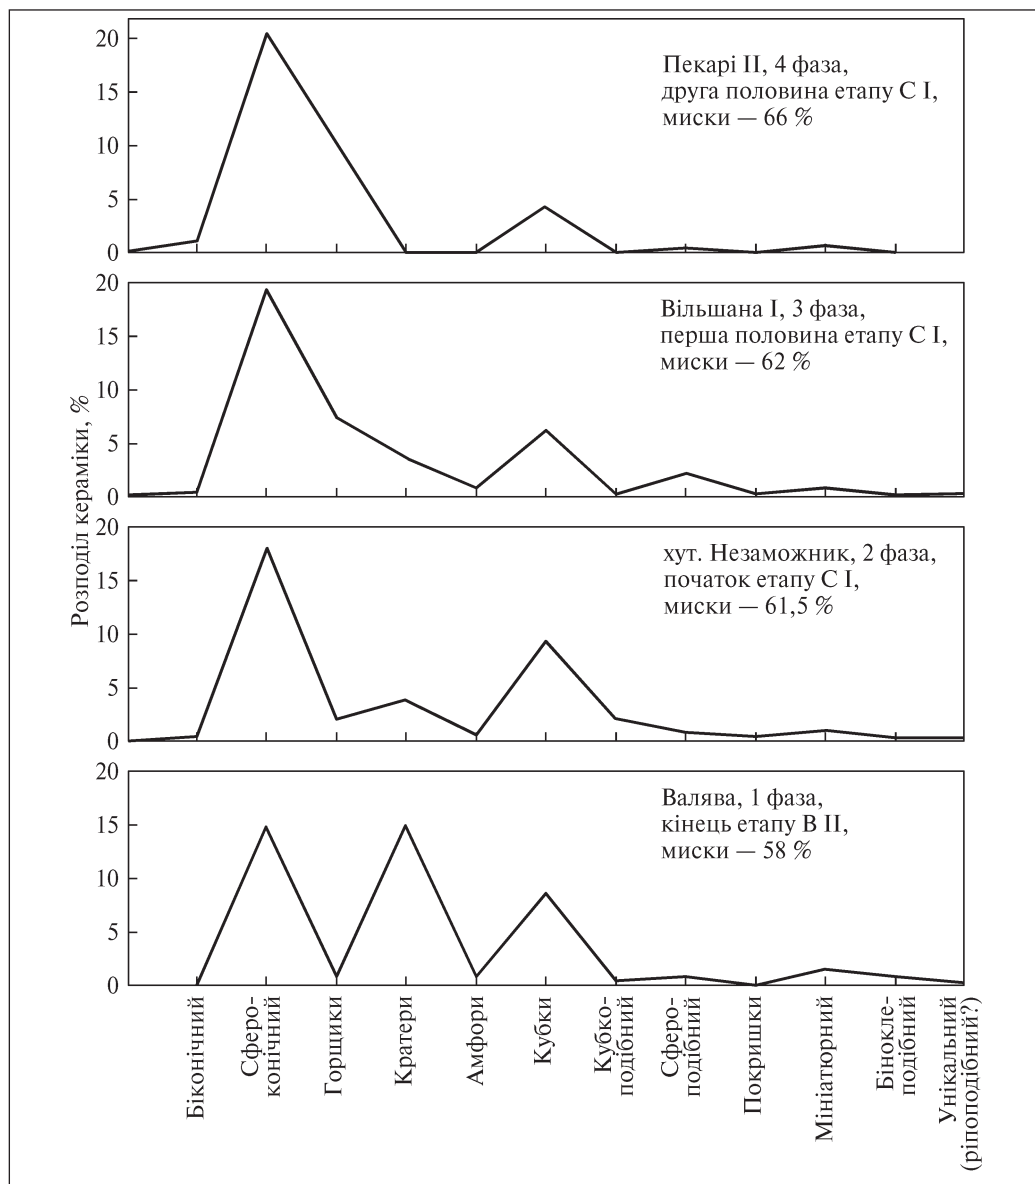 Розподіл кераміки, %
20
15
10
5
0
Пекарі II, 4 фаза,
друга половина етапу С I,
миски — 66 %
20
15
10
5
0
Вільшана I, 3 фаза,
перша половина етапу С I,
миски — 62 %
20
15
10
5
0
хут. Незаможник, 2 фаза,
початок етапу С I,
миски — 61,5 %
20
15
10
5
0
Валява, 1 фаза,
кінець етапу В II,
миски — 58 %
Біконічний
Сферо-
конічний
Горщики
Кратери
Амфори
Кубки
Кубко-
подібний
Сферо-
подібний
Покришки
Мініатюрний
Бінокле-
подібний
Унікальний
(ріпоподібний?)